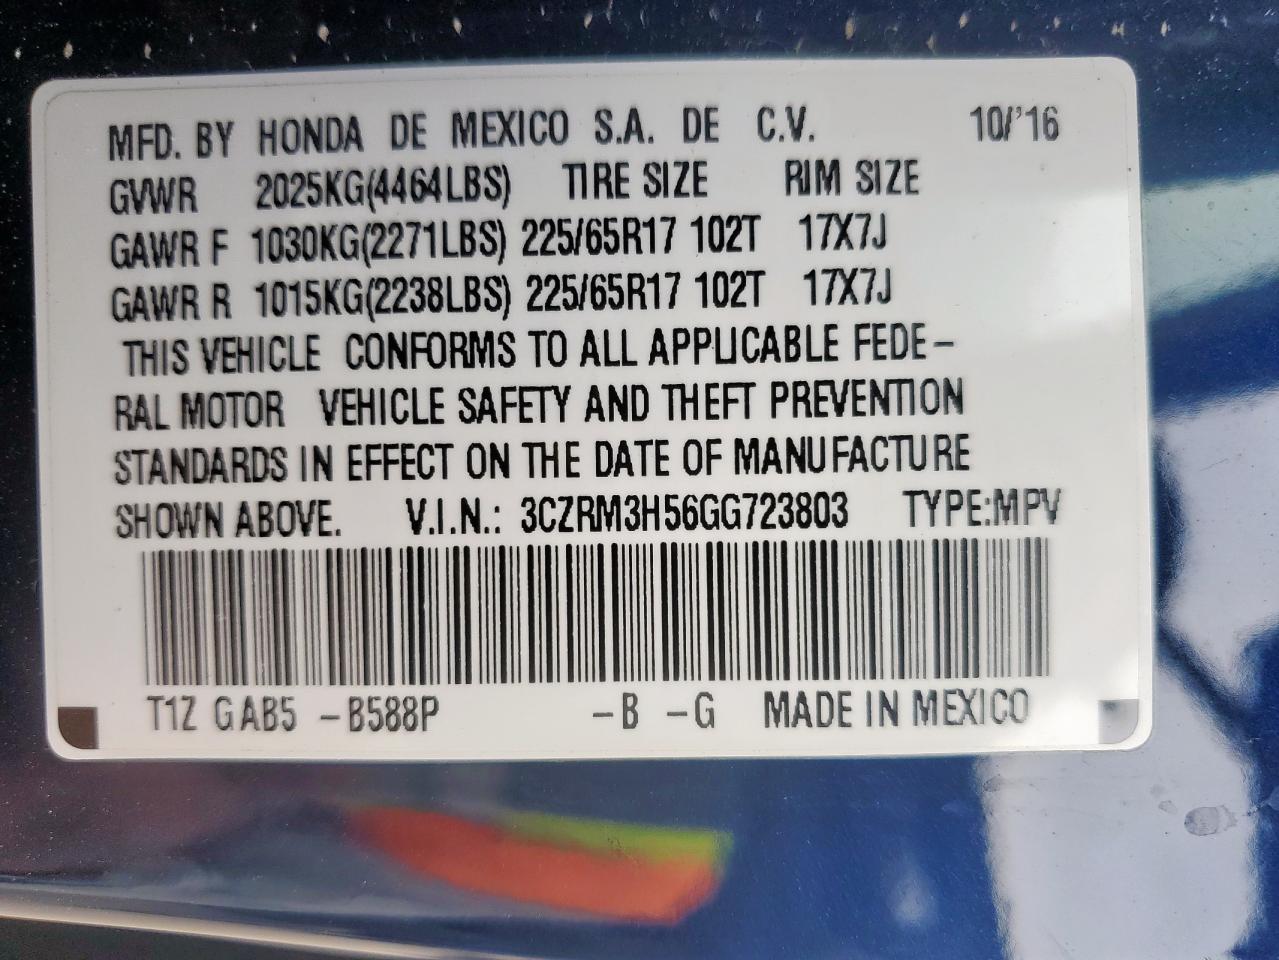 MFD. BY HONDA DE MEXICO S.A. DE C.V. 10/'16
GVWR 2025KG(4464LBS) TIRE SIZE RIM SIZE
GAWR F 1030KG(2271LBS) 225/65R17 102T 17X7J
GAWR R 1015KG(2238LBS) 225/65R17 102T 17X7J
THIS VEHICLE CONFORMS TO ALL APPLICABLE FEDE-
RAL MOTOR VEHICLE SAFETY AND THEFT PREVENTION
STANDARDS IN EFFECT ON THE DATE OF MANUFACTURE
SHOWN ABOVE. V.I.N.: 3CZRM3H56GG723803 TYPE:MPV
T1Z GAB5 -B588P -B -G MADE IN MEXICO